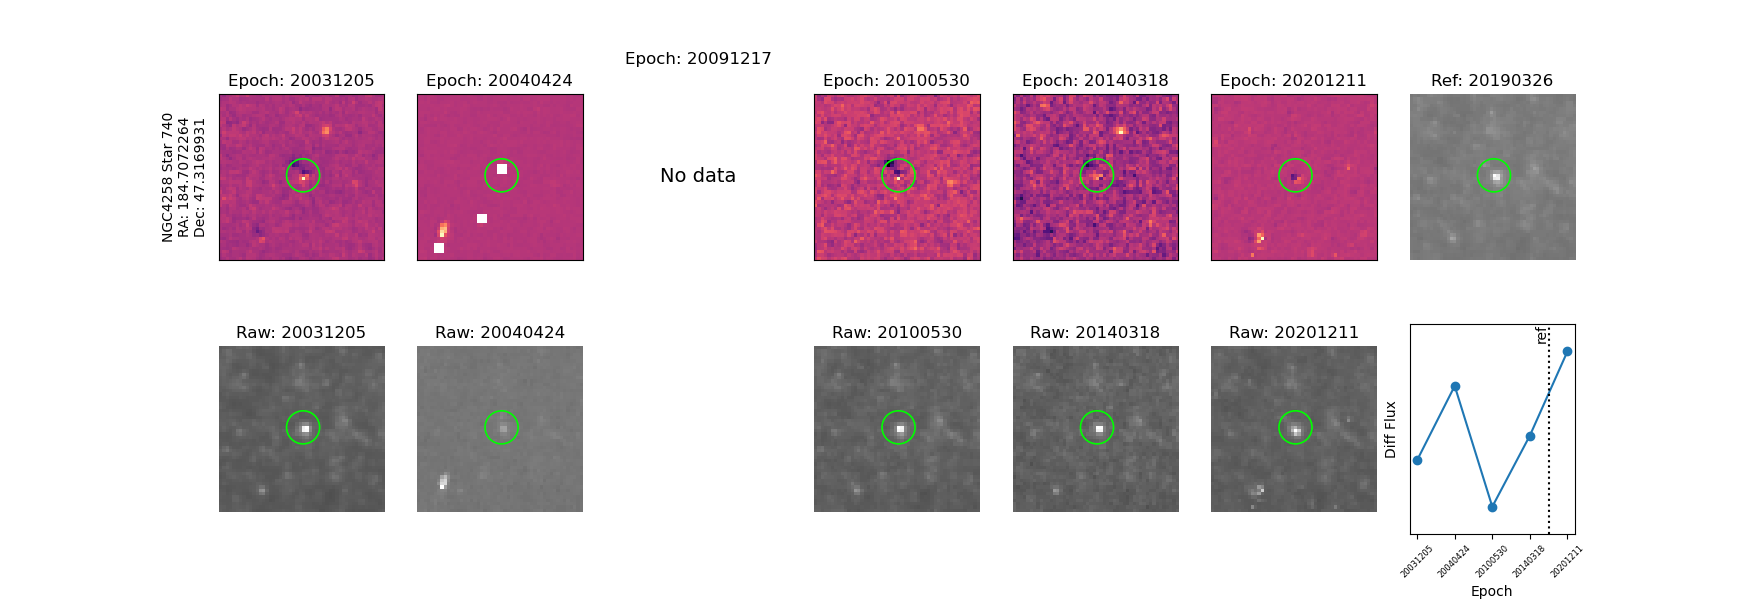 Epoch: 20091217
Epoch: 20031205
Epoch: 20040424
Epoch: 20100530
Epoch: 20140318
Epoch: 20201211
Ref: 20190326
NGC4258 Star 740
RA: 184.7072264
Dec: 47.3169931
No data
Raw: 20031205
Raw: 20040424
Raw: 20100530
Raw: 20140318
Raw: 20201211
ref
Diff Flux
20031205
20040424
20100530
20140318
20201211
Epoch